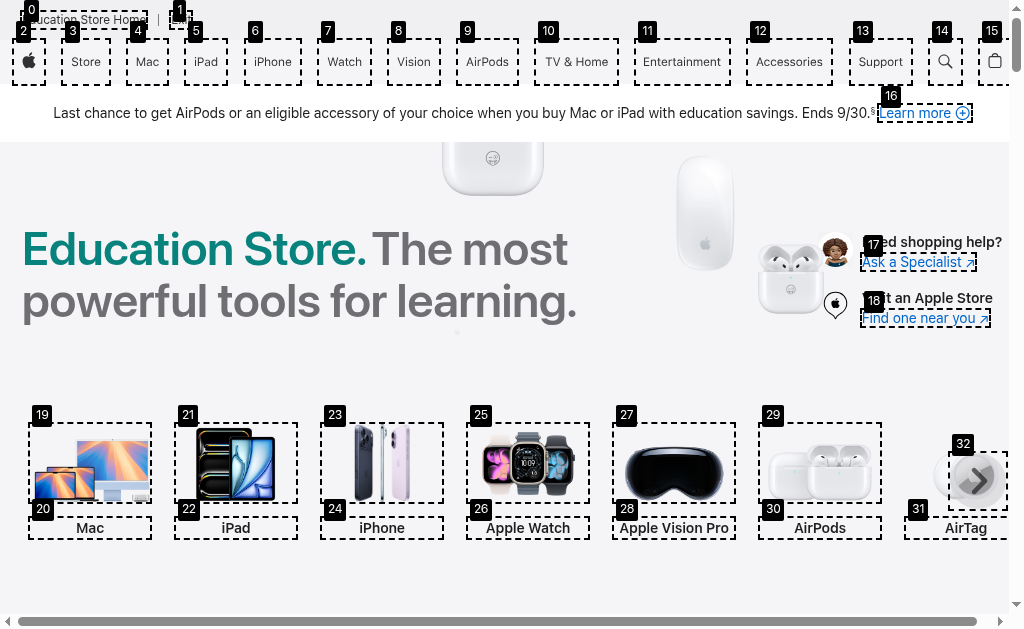 Education Store Home | Exit
Store Mac iPad iPhone Watch Vision AirPods TV & Home Entertainment Accessories Support
Last chance to get AirPods or an eligible accessory of your choice when you buy Mac or iPad with education savings. Ends 9/30.§ Learn more
Education Store. The most
powerful tools for learning.
Need shopping help?
Ask a Specialist ↗
Visit an Apple Store
Find one near you ↗
Mac iPad iPhone Apple Watch Apple Vision Pro AirPods AirTag
0 1
2 3 4 5 6 7 8 9 10 11 12 13 14 15
16
17
18
19 21 23 25 27 29
32
20 22 24 26 28 30 31